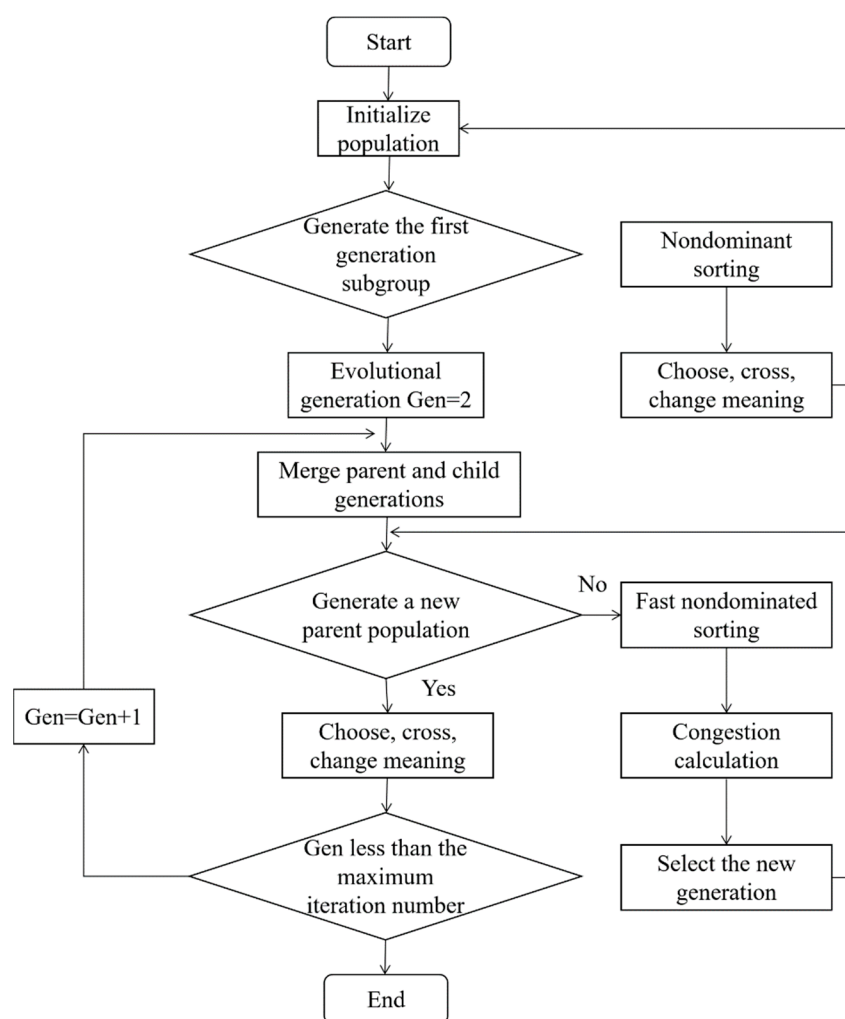 Start
Initialize
population
Generate the first
generation
subgroup
Nondominant
sorting
Evolutional
generation Gen=2
Choose, cross,
change meaning
Merge parent and child
generations
Generate a new
parent population
No
Fast nondominated
sorting
Yes
Gen=Gen+1
Choose, cross,
change meaning
Congestion
calculation
Gen less than the
maximum
iteration number
Select the new
generation
End